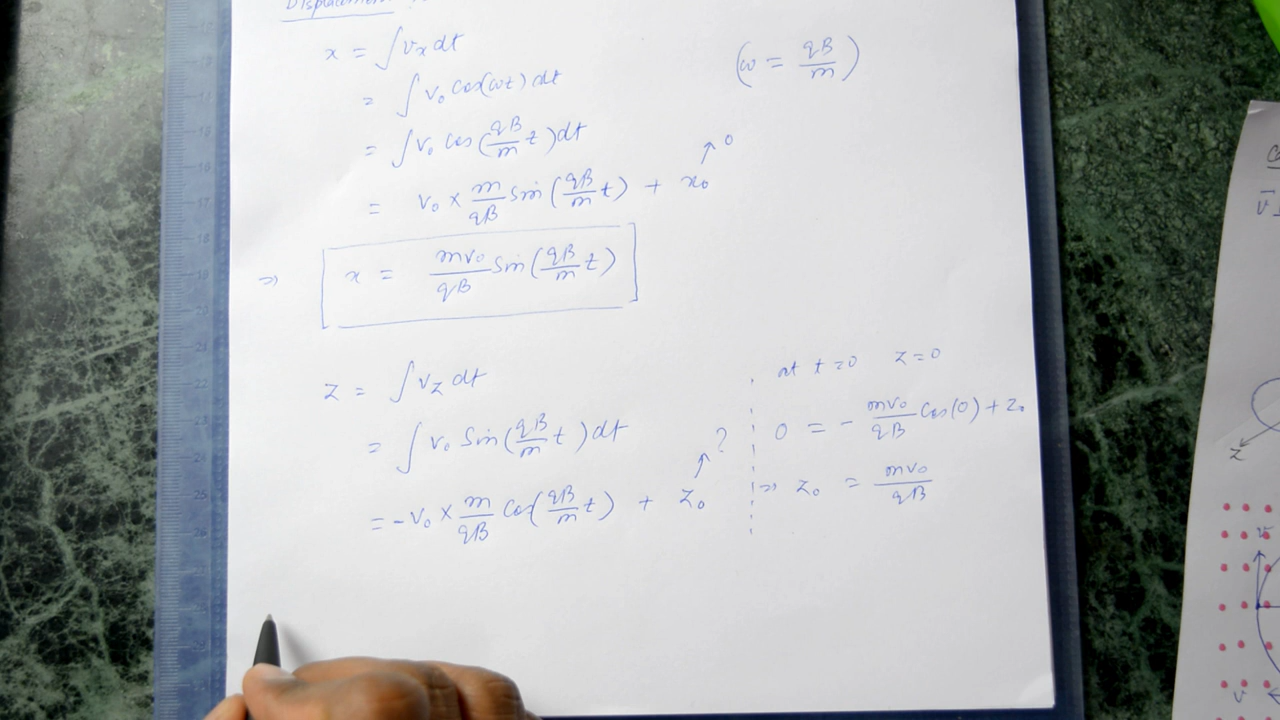 Displacement
x = ∫ vx dt
(ω = qB/m)
= ∫ v₀ cos(ωt) dt
= ∫ v₀ cos(qB/m t) dt
= v₀ × m/qB sin(qB/m t) + x₀ ↗ 0
⇒ x = mv₀/qB sin(qB/m t)
z = ∫ vz dt
= ∫ v₀ Sin(qB/m t) dt
= -v₀ × m/qB Cos(qB/m t) + z₀ ↗ ?
at t=0 z=0
0 = - mv₀/qB Cos(0) + z₀
⇒ z₀ = mv₀/qB
z
v